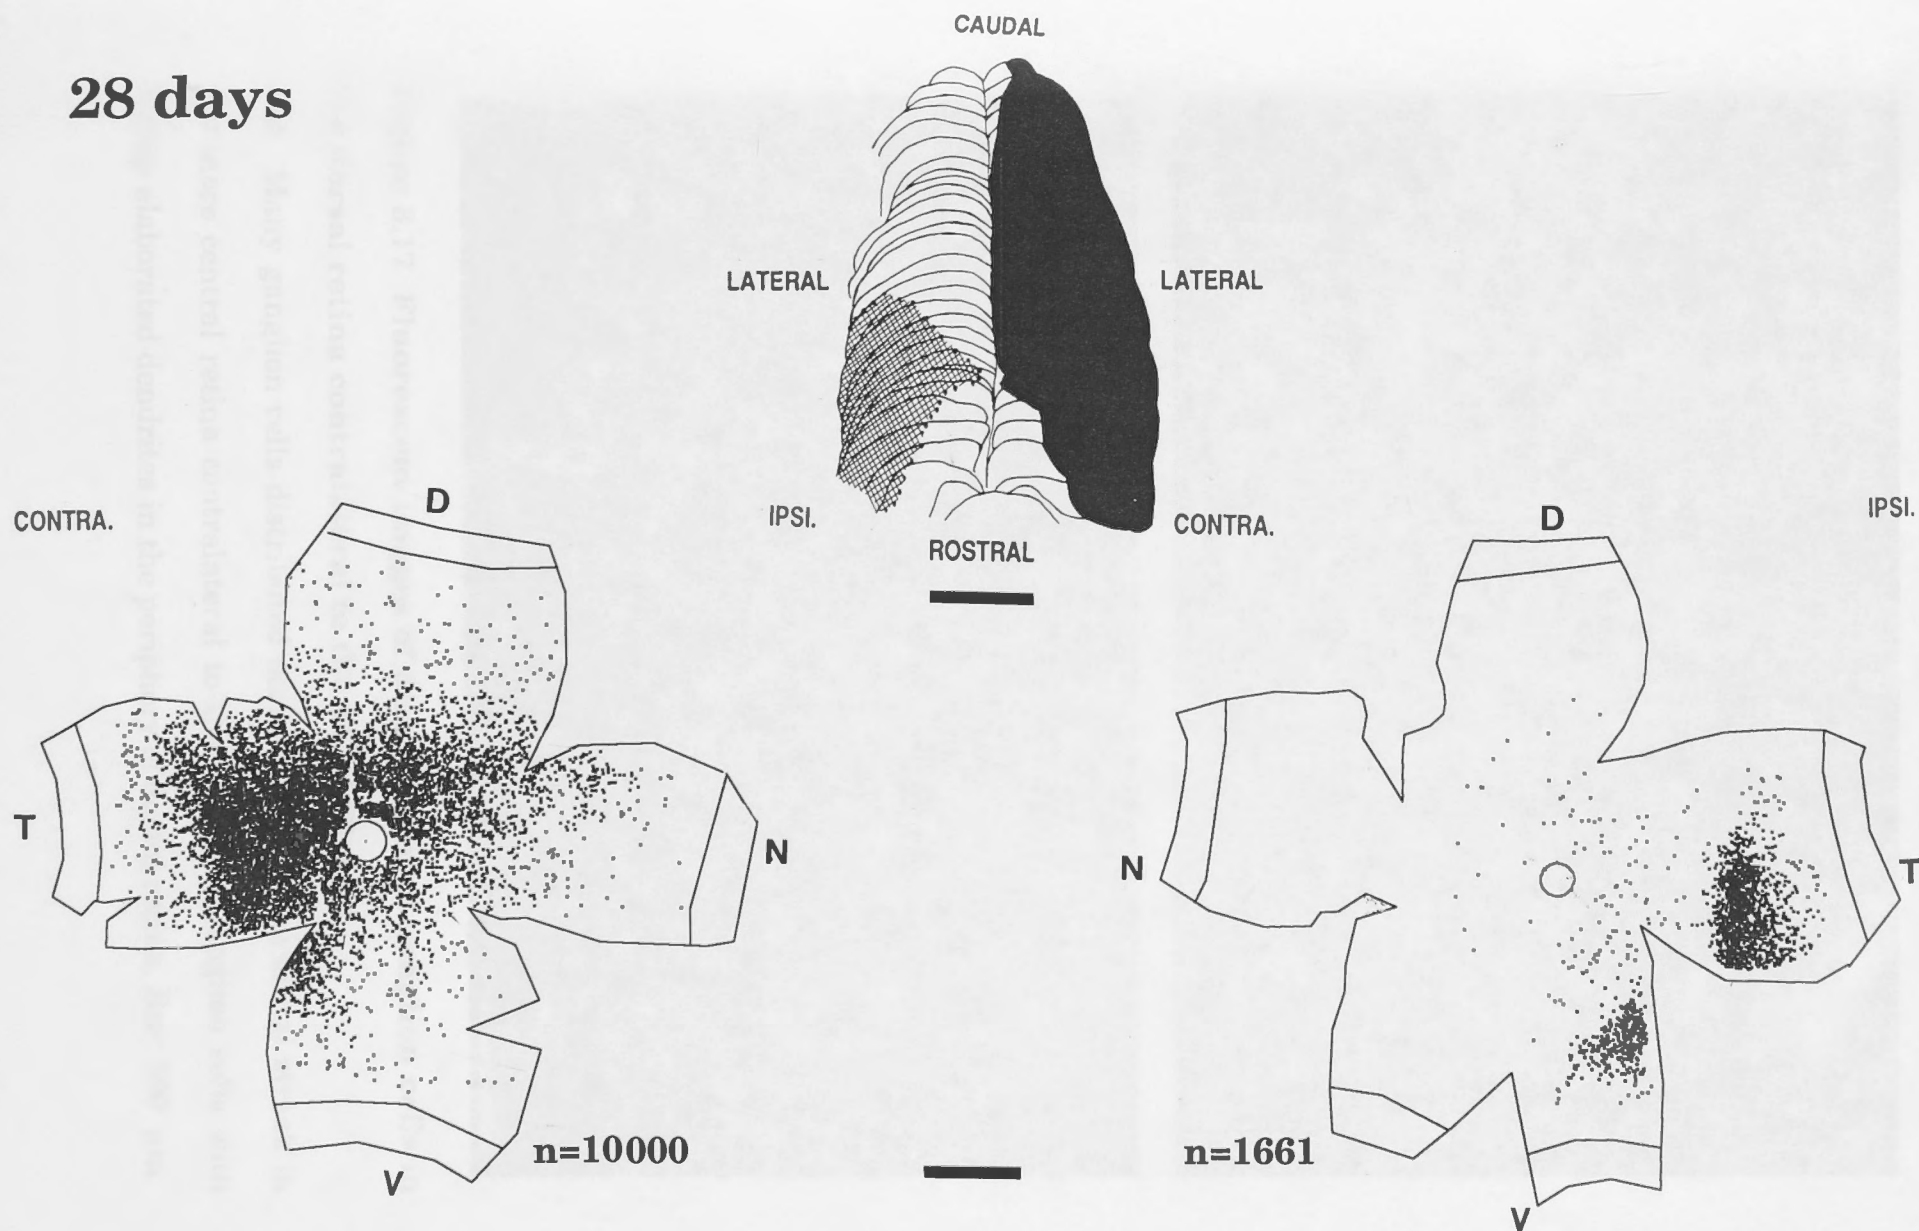 28 days
CAUDAL
LATERAL
LATERAL
IPSI.
CONTRA.
ROSTRAL
CONTRA.
D
T
N
V
n=10000
IPSI.
D
N
T
V
n=1661